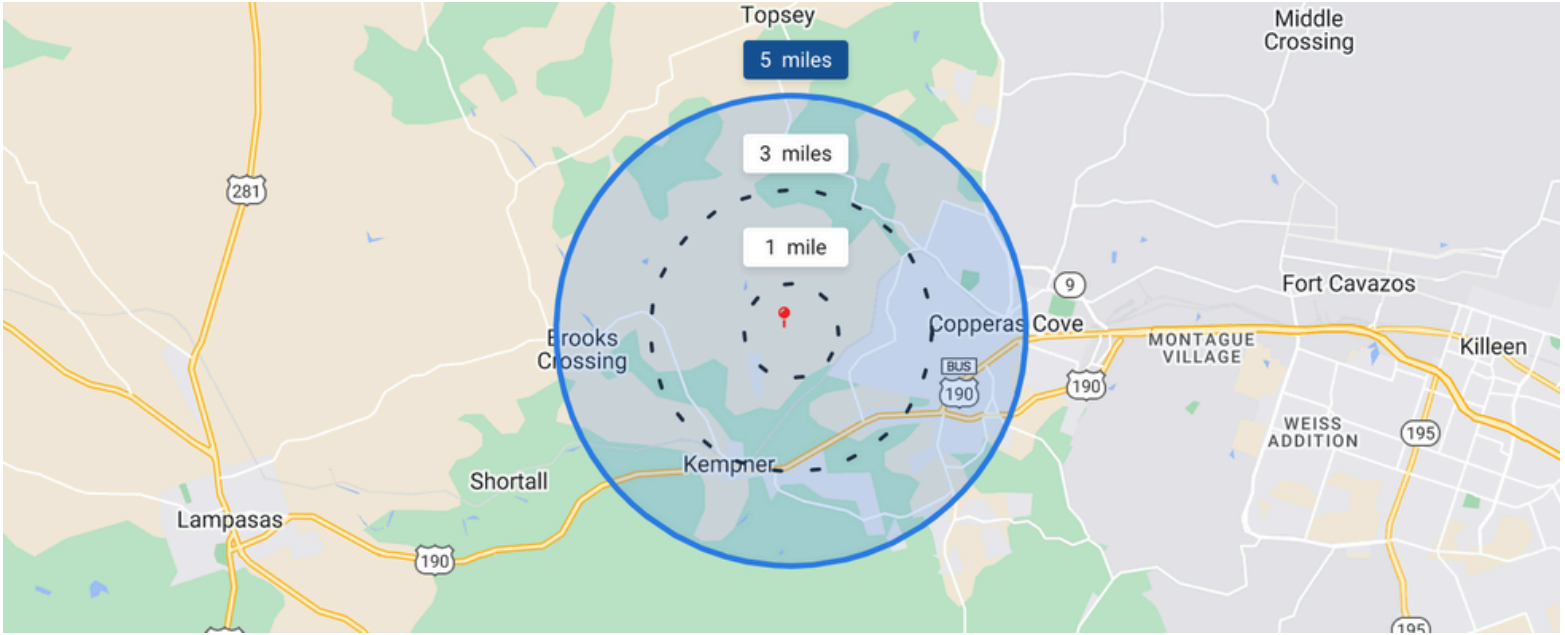 Topsey
Middle
Crossing
5 miles
3 miles
281
1 mile
9
Fort Cavazos
Copperas Cove
Brooks
Crossing
MONTAGUE
VILLAGE
Killeen
BUS
190
190
WEISS
ADDITION
195
Kempner
Shortall
Lampasas
190
195